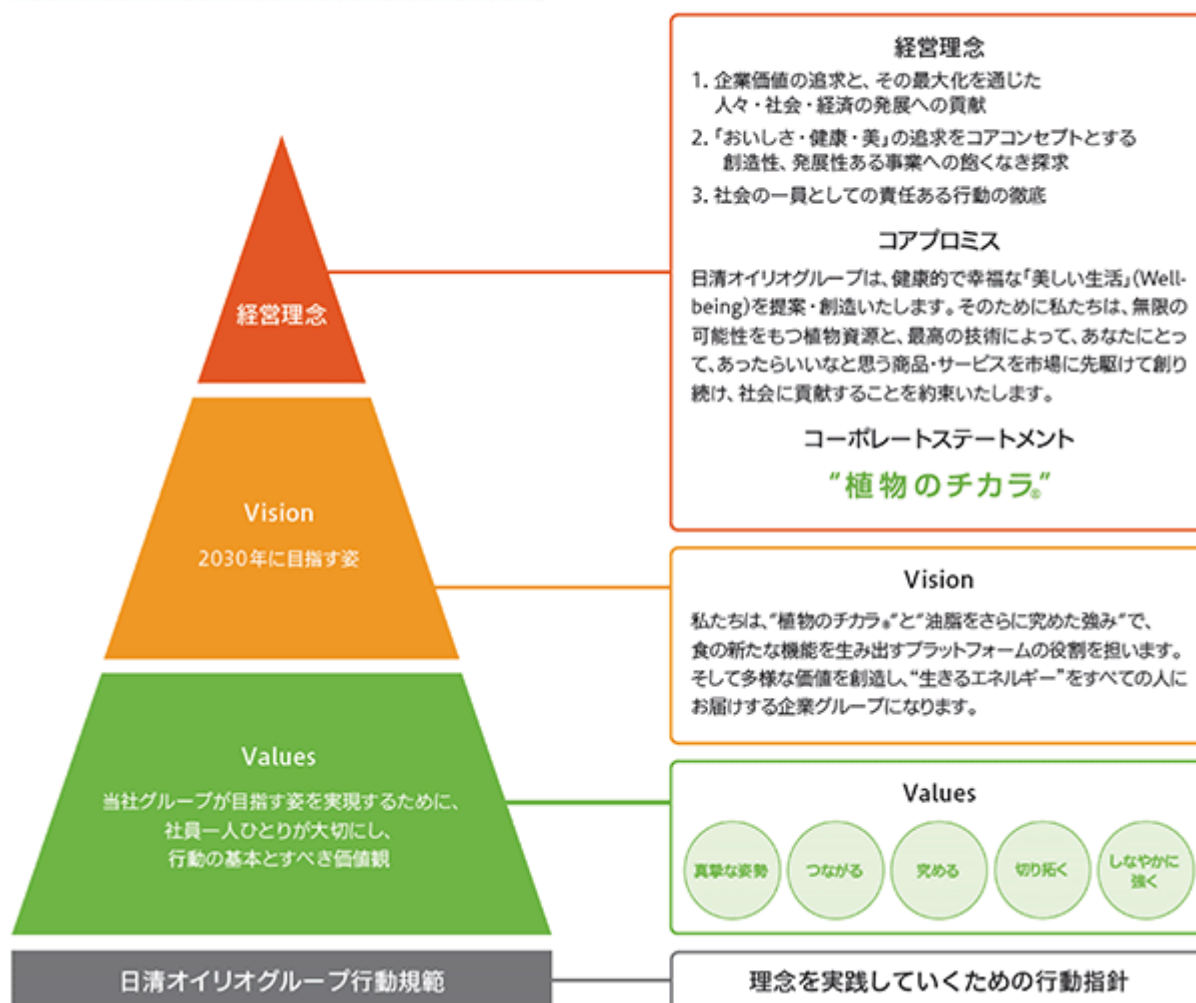 経営理念
Vision
2030年に目指す姿
Values
当社グループが目指す姿を実現するために、
社員一人ひとりが大切にし、
行動の基本とすべき価値観
日清オイリオグループ行動規範
経営理念
1. 企業価値の追求と、その最大化を通じた
人々・社会・経済の発展への貢献
2.「おいしさ・健康・美」の追求をコアコンセプトとする
創造性、発展性ある事業への飽くなき探求
3. 社会の一員としての責任ある行動の徹底
コアプロミス
日清オイリオグループは、健康的で幸福な「美しい生活」(Well-
being)を提案・創造いたします。そのために私たちは、無限の
可能性をもつ植物資源と、最高の技術によって、あなたにとっ
て、あったらいいなと思う商品・サービスを市場に先駆けて創り
続け、社会に貢献することを約束いたします。
コーポレートステートメント
“植物のチカラ®”
Vision
私たちは、“植物のチカラ®”と“油脂をさらに究めた強み”で、
食の新たな機能を生み出すプラットフォームの役割を担います。
そして多様な価値を創造し、“生きるエネルギー”をすべての人に
お届けする企業グループになります。
Values
真摯な姿勢
つながる
究める
切り拓く
しなやかに
強く
理念を実践していくための行動指針